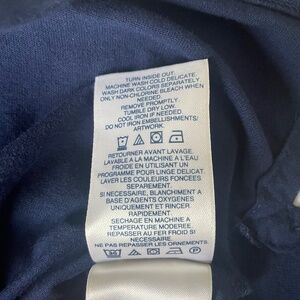 TURN INSIDE OUT.
MACHINE WASH COLD DELICATE.
WASH DARK COLORS SEPARATELY.
ONLY NON-CHLORINE BLEACH WHEN
NEEDED.
TUMBLE DRY LOW.
REMOVE PROMPTLY.
COOL IRON IF NEEDED.
DO NOT IRON EMBELLISHMENTS/
ARTWORK.
RETOURNER AVANT LAVAGE.
LAVABLE A LA MACHINE A L'EAU
FROIDE EN UTILISANT UN
PROGRAMME POUR LINGE DELICAT.
LAVER LES COULEURS FONCEES
SEPAREMENT.
SI NECESSAIRE, BLANCHIMENT A
BASE D'AGENTS OXYGENES
UNIQUEMENT ET RINCER
RAPIDEMENT.
SECHAGE EN MACHINE A
TEMPERATURE MODEREE.
REPASSER AU FER FROID SI
NECESSAIRE.
NE PAS REPASSER LES ORNEMENTS.